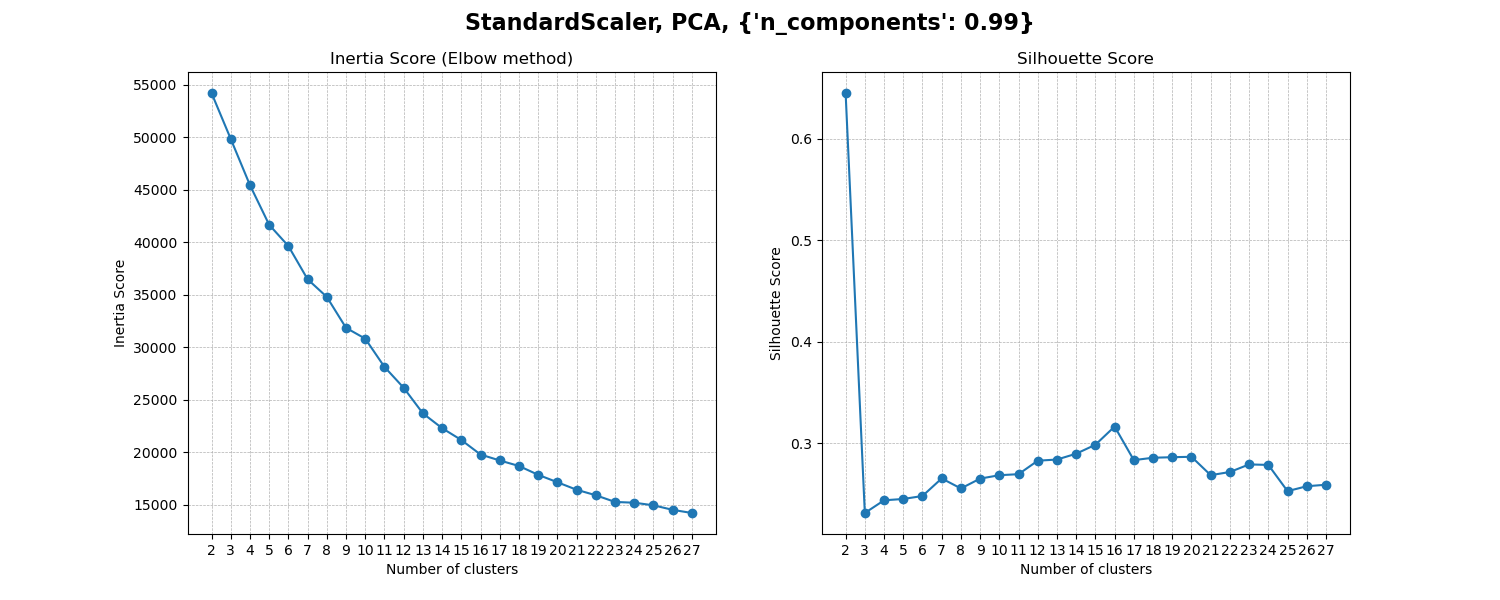 StandardScaler, PCA, {'n_components': 0.99}
Inertia Score (Elbow method)
55000
50000
45000
40000
35000
30000
25000
20000
15000
Inertia Score
2 3 4 5 6 7 8 9 10 11 12 13 14 15 16 17 18 19 20 21 22 23 24 25 26 27
Number of clusters
Silhouette Score
0.6
0.5
0.4
0.3
Silhouette Score
2 3 4 5 6 7 8 9 10 11 12 13 14 15 16 17 18 19 20 21 22 23 24 25 26 27
Number of clusters